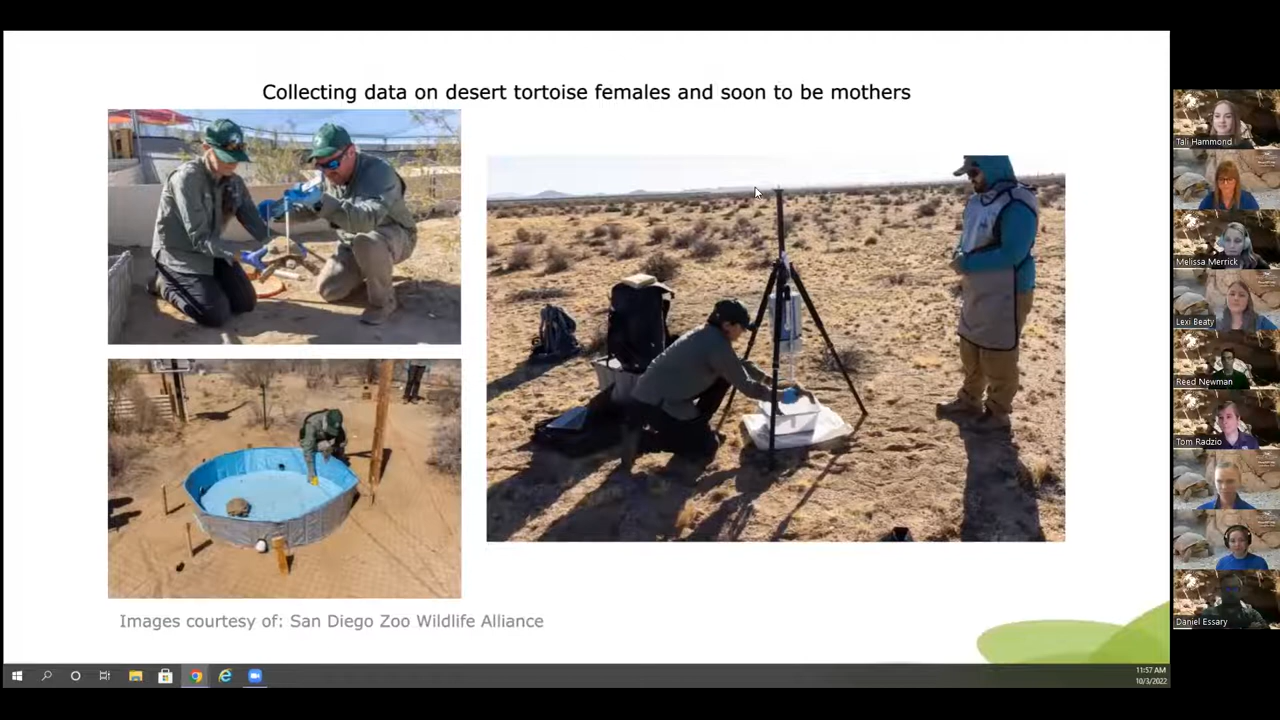 Collecting data on desert tortoise females and soon to be mothers
Images courtesy of: San Diego Zoo Wildlife Alliance
Tali Hammond
Melissa Merrick
Lexi Beaty
Reed Newman
Tom Radzio
Daniel Essary
11:57 AM
10/3/2022